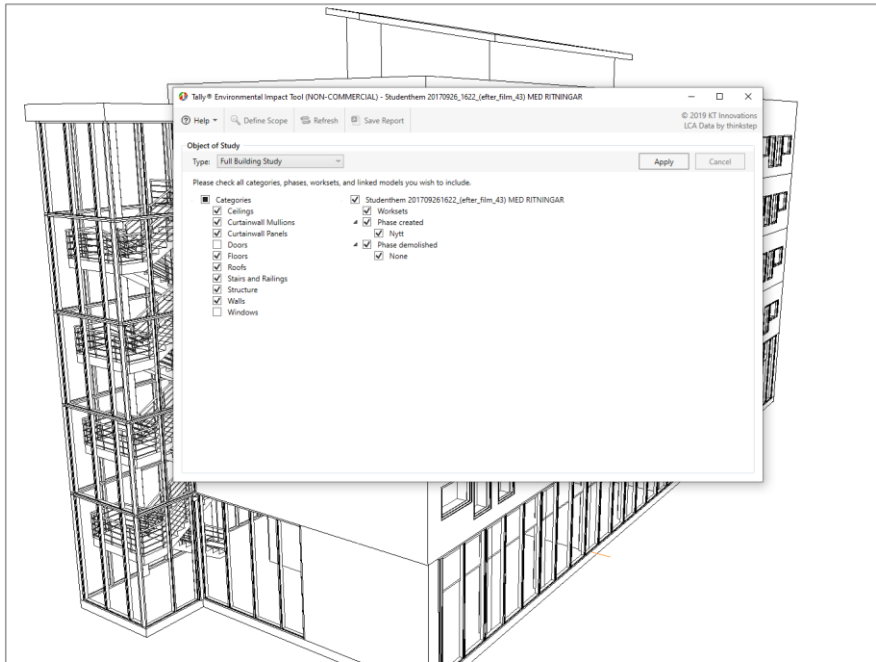 Tally® Environmental Impact Tool (NON-COMMERCIAL) - Studenthem 20170926_1622_(efter_film_43) MED RITNINGAR
Help Define Scope Refresh Save Report
© 2019 KT Innovations
LCA Data by thinkstep
Object of Study
Type: Full Building Study Apply Cancel
Please check all categories, phases, worksets, and linked models you wish to include.
Categories
Ceilings
Curtainwall Mullions
Curtainwall Panels
Doors
Floors
Roofs
Stairs and Railings
Structure
Walls
Windows
Studenthem 201709261622_(efter_film_43) MED RITNINGAR
Worksets
Phase created
Nytt
Phase demolished
None